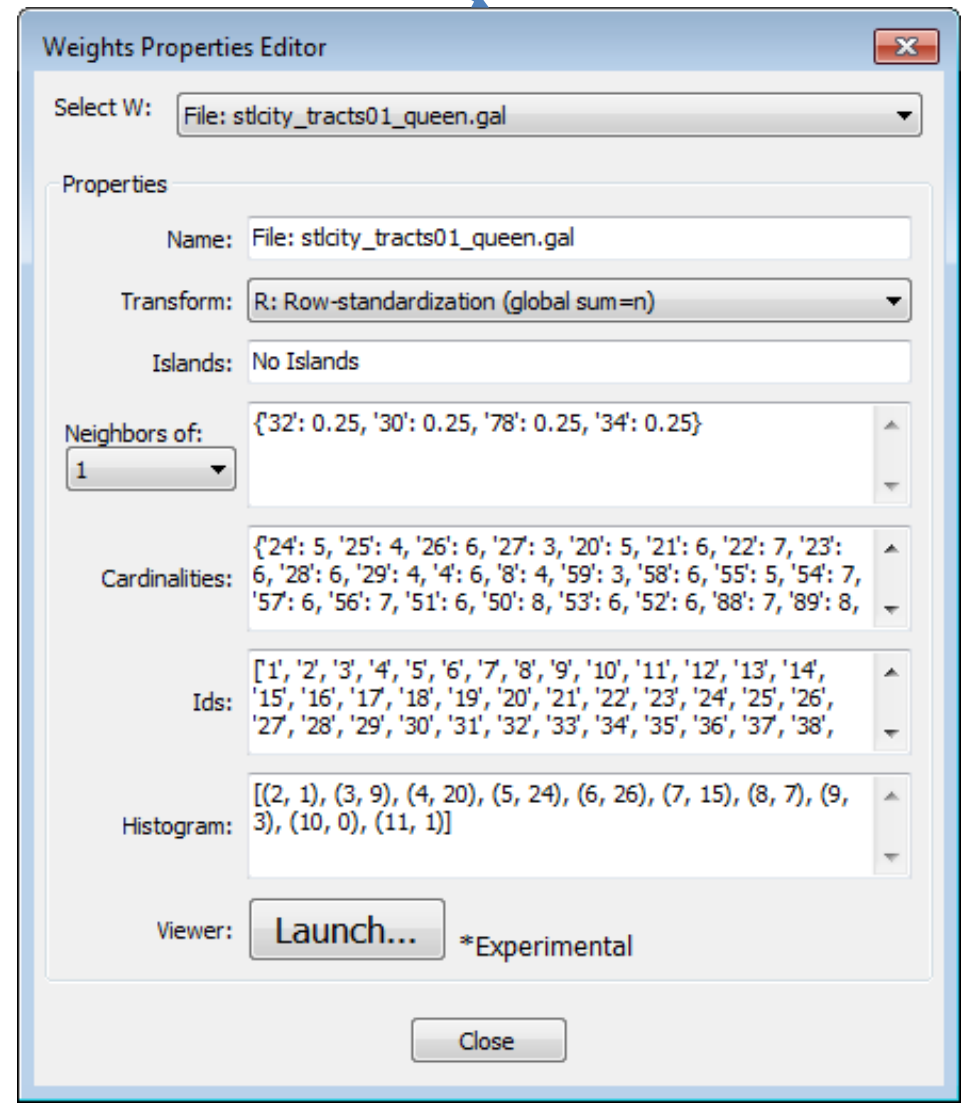 Weights Properties Editor
Select W: File: stlcity_tracts01_queen.gal
Properties
Name: File: stlcity_tracts01_queen.gal
Transform: R: Row-standardization (global sum=n)
Islands: No Islands
Neighbors of: {'32': 0.25, '30': 0.25, '78': 0.25, '34': 0.25}
1
Cardinalities: {'24': 5, '25': 4, '26': 6, '27': 3, '20': 5, '21': 6, '22': 7, '23':
6, '28': 6, '29': 4, '4': 6, '8': 4, '59': 3, '58': 6, '55': 5, '54': 7,
'57': 6, '56': 7, '51': 6, '50': 8, '53': 6, '52': 6, '88': 7, '89': 8,
Ids: ['1', '2', '3', '4', '5', '6', '7', '8', '9', '10', '11', '12', '13', '14',
'15', '16', '17', '18', '19', '20', '21', '22', '23', '24', '25', '26',
'27', '28', '29', '30', '31', '32', '33', '34', '35', '36', '37', '38',
Histogram: [(2, 1), (3, 9), (4, 20), (5, 24), (6, 26), (7, 15), (8, 7), (9,
3), (10, 0), (11, 1)]
Viewer: Launch... *Experimental
Close